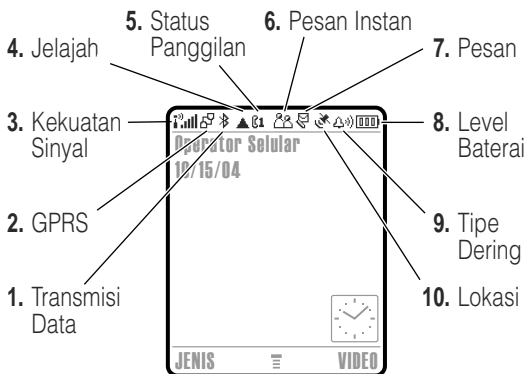 5. Status Panggilan
6. Pesan Instan
4. Jelajah
7. Pesan
3. Kekuatan Sinyal
8. Level Baterai
Operator Selular
10/15/04
2. GPRS
9. Tipe Dering
1. Transmisi Data
10. Lokasi
JENIS
VIDEO